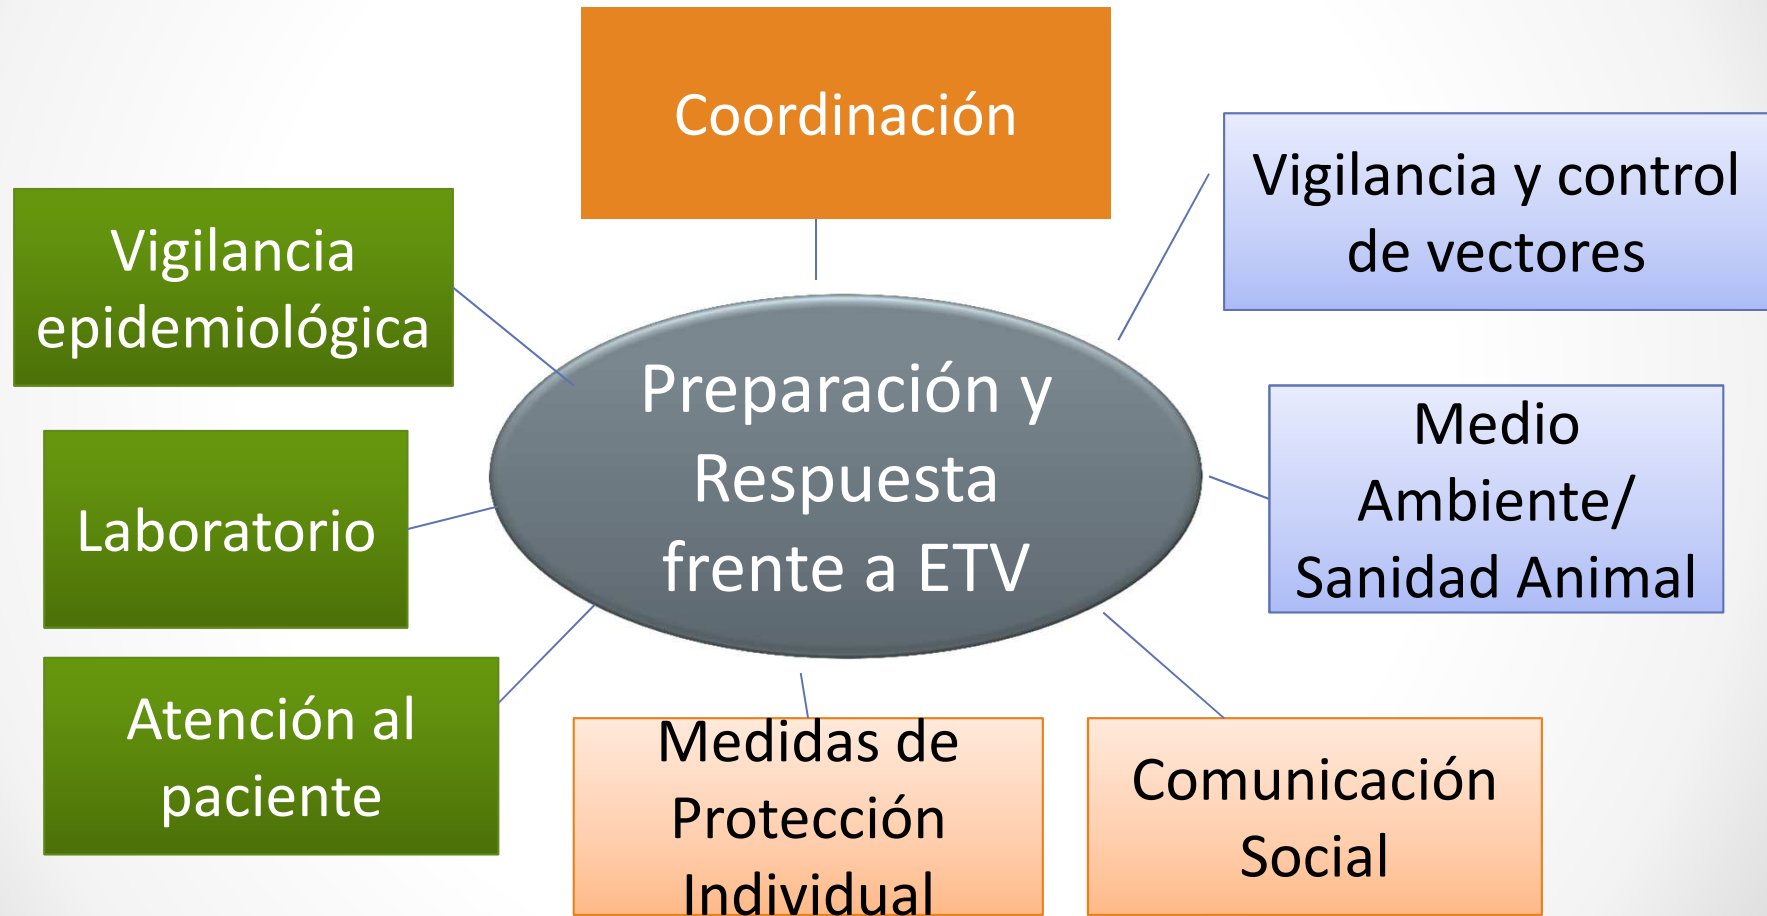 Coordinación
Vigilancia y control
de vectores
Vigilancia
epidemiológica
Preparación y
Respuesta
frente a ETV
Medio
Ambiente/
Sanidad Animal
Laboratorio
Atención al
paciente
Medidas de
Protección
Individual
Comunicación
Social